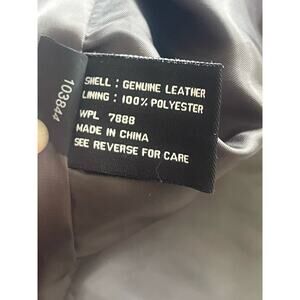 SHELL : GENUINE LEATHER
LINING : 100% POLYESTER
WPL 7888
MADE IN CHINA
SEE REVERSE FOR CARE
103844